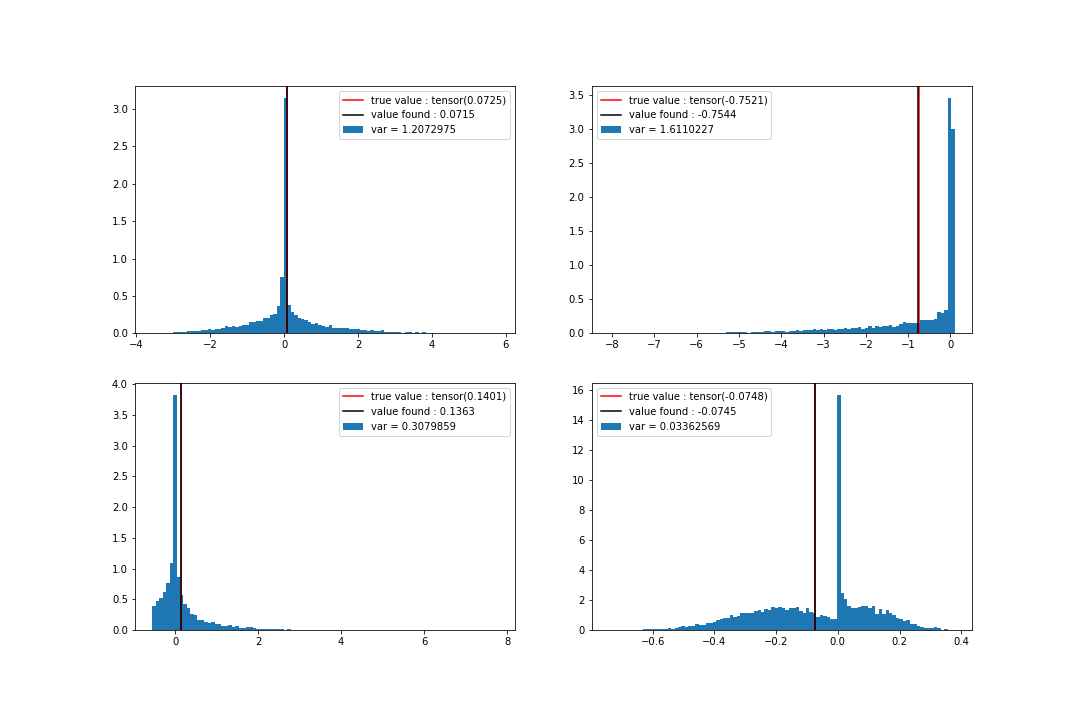 true value : tensor(0.0725)
value found : 0.0715
var = 1.2072975
3.0
2.5
2.0
1.5
1.0
0.5
0.0
−4 −2 0 2 4 6
true value : tensor(-0.7521)
value found : -0.7544
var = 1.6110227
3.5
3.0
2.5
2.0
1.5
1.0
0.5
0.0
−8 −7 −6 −5 −4 −3 −2 −1 0
true value : tensor(0.1401)
value found : 0.1363
var = 0.3079859
4.0
3.5
3.0
2.5
2.0
1.5
1.0
0.5
0.0
0 2 4 6 8
true value : tensor(-0.0748)
value found : -0.0745
var = 0.03362569
16
14
12
10
8
6
4
2
0
−0.6 −0.4 −0.2 0.0 0.2 0.4